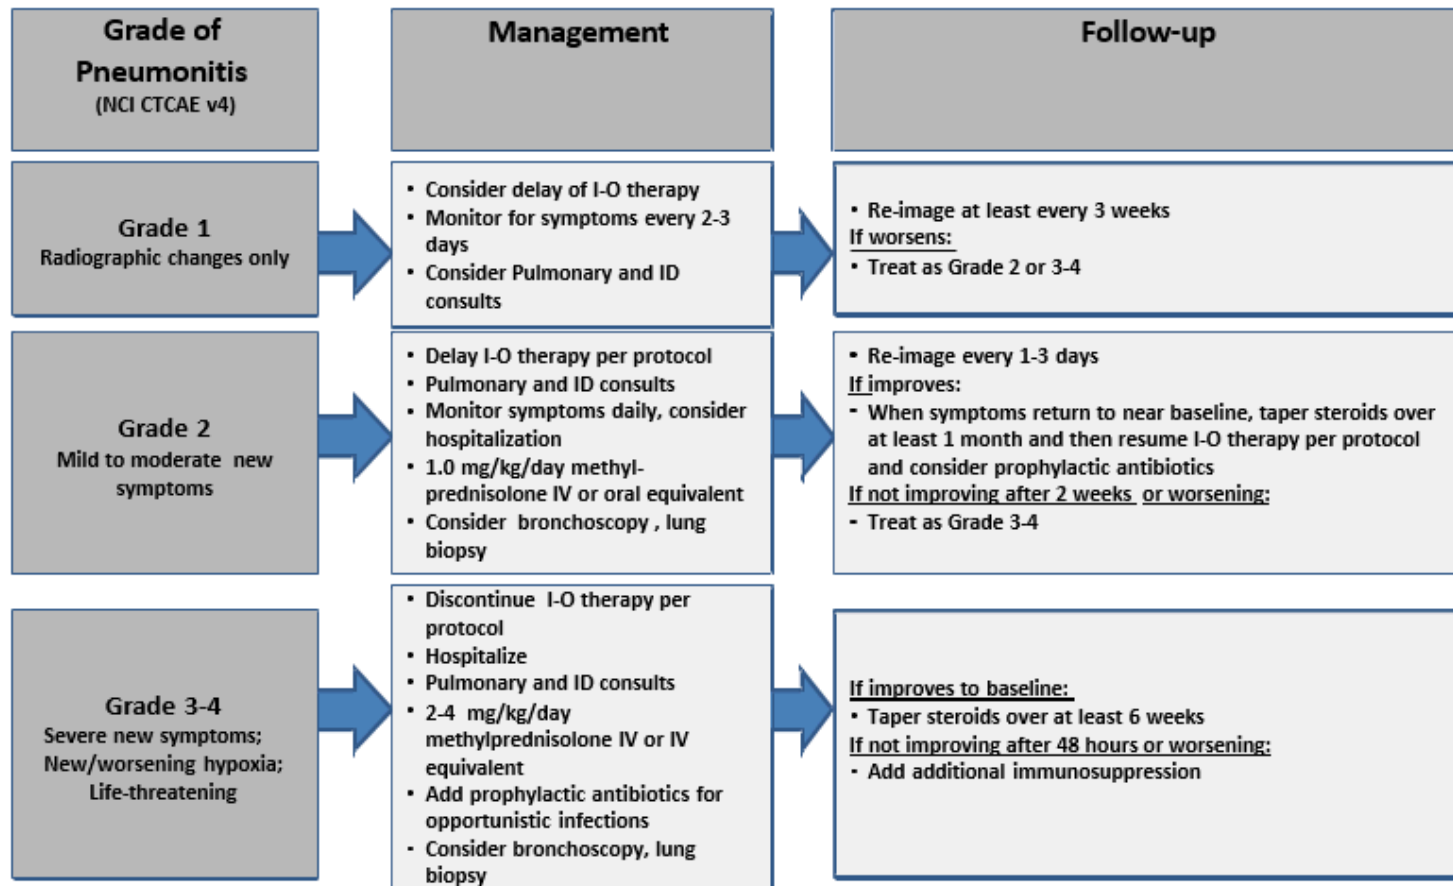 Grade of
Pneumonitis
(NCI CTCAE v4)
Management
Follow-up
Grade 1
Radiographic changes only
• Consider delay of I-O therapy
• Monitor for symptoms every 2-3
days
• Consider Pulmonary and ID
consults
• Re-image at least every 3 weeks
If worsens:
• Treat as Grade 2 or 3-4
Grade 2
Mild to moderate new
symptoms
• Delay I-O therapy per protocol
• Pulmonary and ID consults
• Monitor symptoms daily, consider
hospitalization
• 1.0 mg/kg/day methyl-
prednisolone IV or oral equivalent
• Consider bronchoscopy , lung
biopsy
• Re-image every 1-3 days
If improves:
- When symptoms return to near baseline, taper steroids over
at least 1 month and then resume I-O therapy per protocol
and consider prophylactic antibiotics
If not improving after 2 weeks or worsening:
- Treat as Grade 3-4
Grade 3-4
Severe new symptoms;
New/worsening hypoxia;
Life-threatening
• Discontinue I-O therapy per
protocol
• Hospitalize
• Pulmonary and ID consults
• 2-4 mg/kg/day
methylprednisolone IV or IV
equivalent
• Add prophylactic antibiotics for
opportunistic infections
- Consider bronchoscopy, lung
biopsy
If improves to baseline:
• Taper steroids over at least 6 weeks
If not improving after 48 hours or worsening:
- Add additional immunosuppression